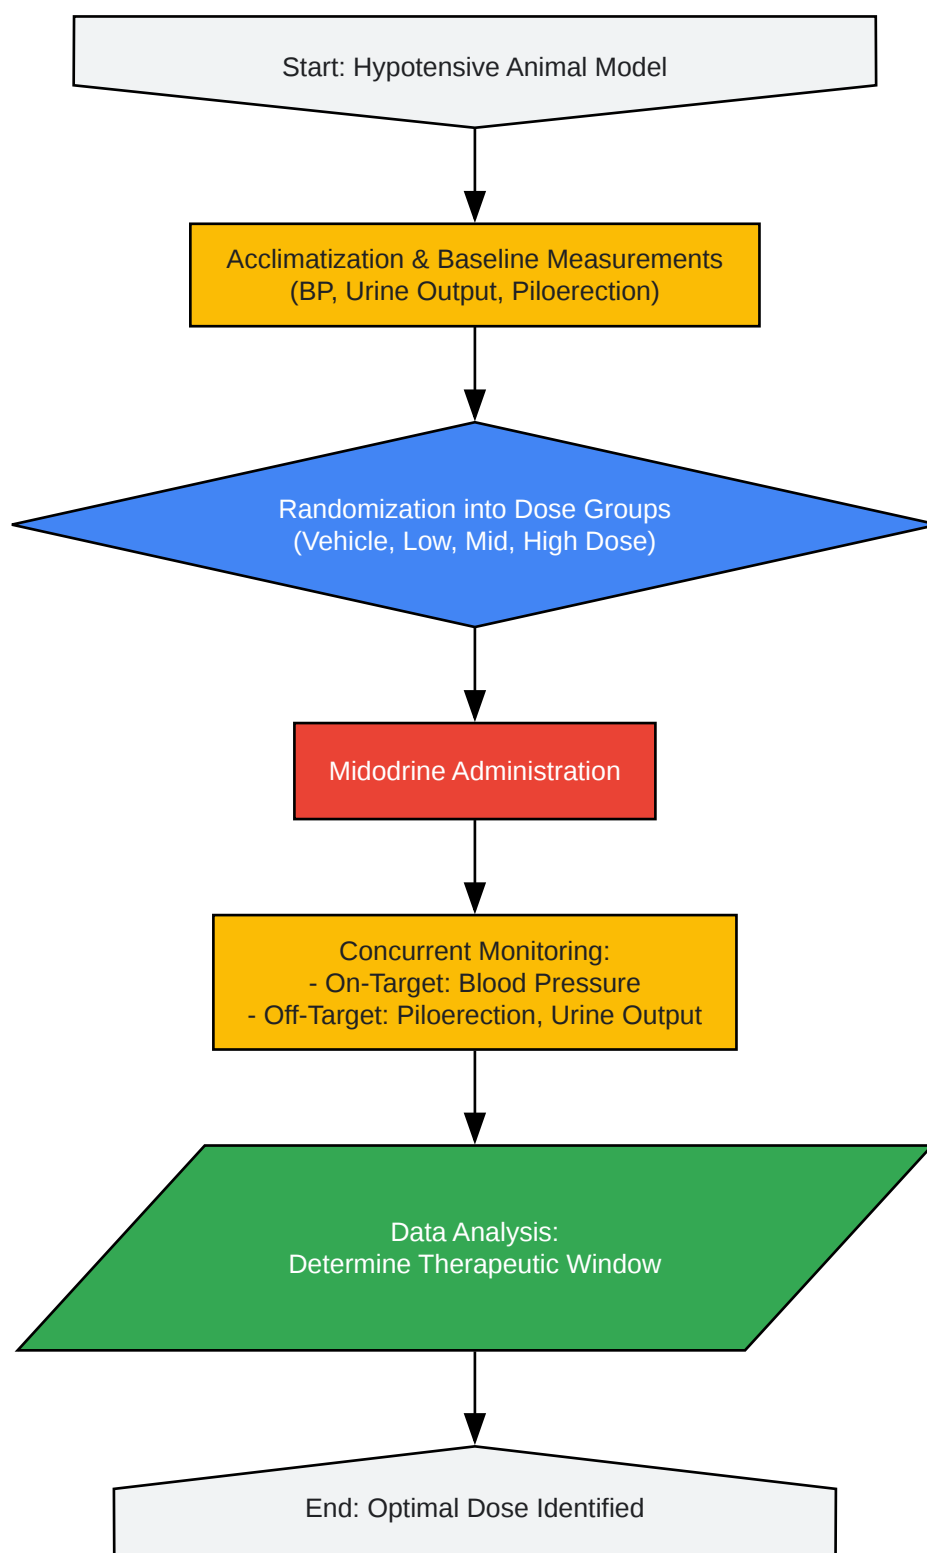 Start: Hypotensive Animal Model
Acclimatization & Baseline Measurements
(BP, Urine Output, Piloerection)
Randomization into Dose Groups
(Vehicle, Low, Mid, High Dose)
Midodrine Administration
Concurrent Monitoring:
- On-Target: Blood Pressure
- Off-Target: Piloerection, Urine Output
Data Analysis:
Determine Therapeutic Window
End: Optimal Dose Identified